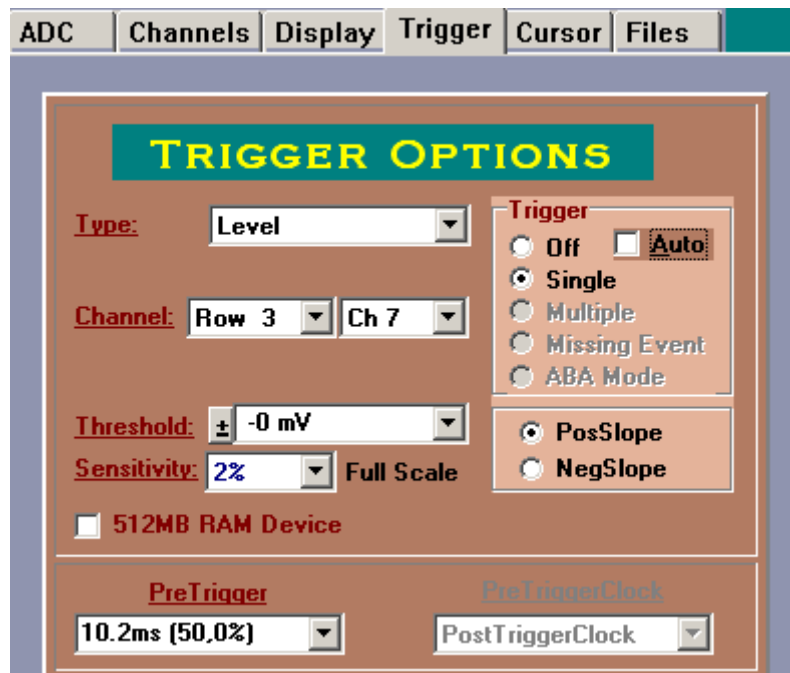 ADC Channels Display Trigger Cursor Files
TRIGGER OPTIONS
Type: Level
Channel: Row 3 Ch 7
Threshold: ± -0 mV
Sensitivity: 2% Full Scale
512MB RAM Device
Trigger
Off Auto
Single
Multiple
Missing Event
ABA Mode
PosSlope
NegSlope
PreTrigger PreTriggerClock
10.2ms (50,0%) PostTriggerClock